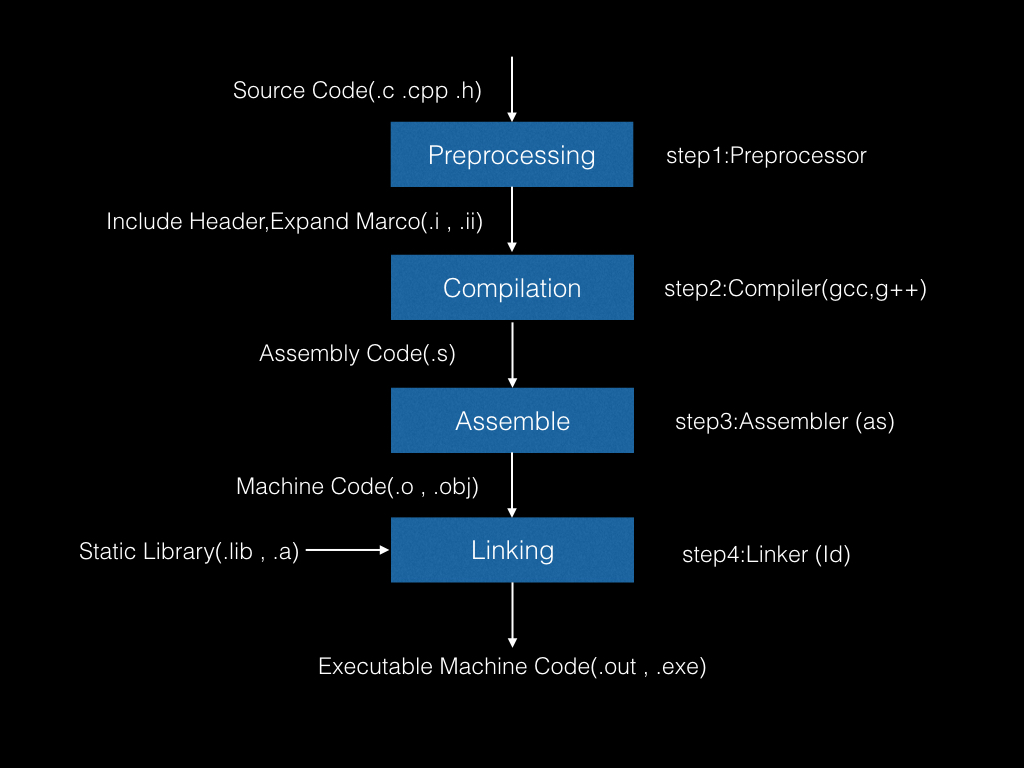 Source Code(.c .cpp .h)
Preprocessing
step1:Preprocessor
Include Header,Expand Marco(.i , .ii)
Compilation
step2:Compiler(gcc,g++)
Assembly Code(.s)
Assemble
step3:Assembler (as)
Machine Code(.o , .obj)
Static Library(.lib , .a)
Linking
step4:Linker (ld)
Executable Machine Code(.out , .exe)